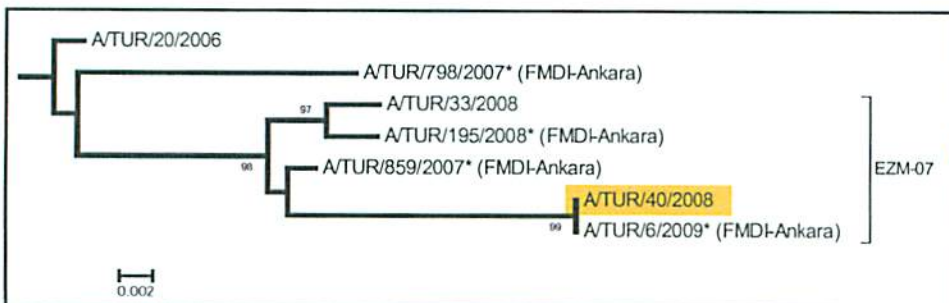 A/TUR/20/2006
A/TUR/798/2007* (FMDI-Ankara)
97
A/TUR/33/2008
A/TUR/195/2008* (FMDI-Ankara)
98
A/TUR/859/2007* (FMDI-Ankara)
EZM-07
A/TUR/40/2008
99
A/TUR/6/2009* (FMDI-Ankara)
0.002